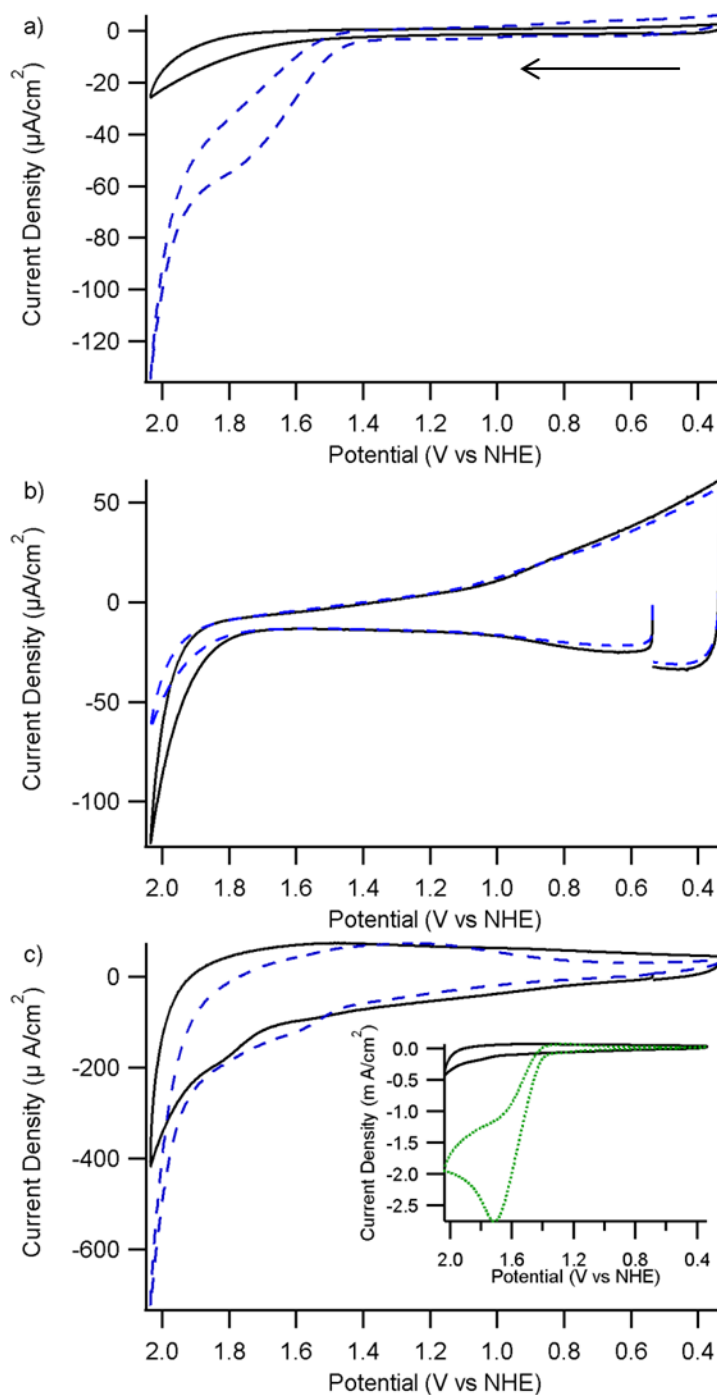 a)
0
-20
-40
-60
-80
-100
-120
Current Density (µA/cm²)
2.0 1.8 1.6 1.4 1.2 1.0 0.8 0.6 0.4
Potential (V vs NHE)
b)
50
0
-50
-100
Current Density (µA/cm²)
2.0 1.8 1.6 1.4 1.2 1.0 0.8 0.6 0.4
Potential (V vs NHE)
c)
0
-200
-400
-600
Current Density (µ A/cm²)
0.0
-0.5
-1.0
-1.5
-2.0
-2.5
Current Density (m A/cm²)
2.0 1.6 1.2 0.8 0.4
Potential (V vs NHE)
2.0 1.8 1.6 1.4 1.2 1.0 0.8 0.6 0.4
Potential (V vs NHE)